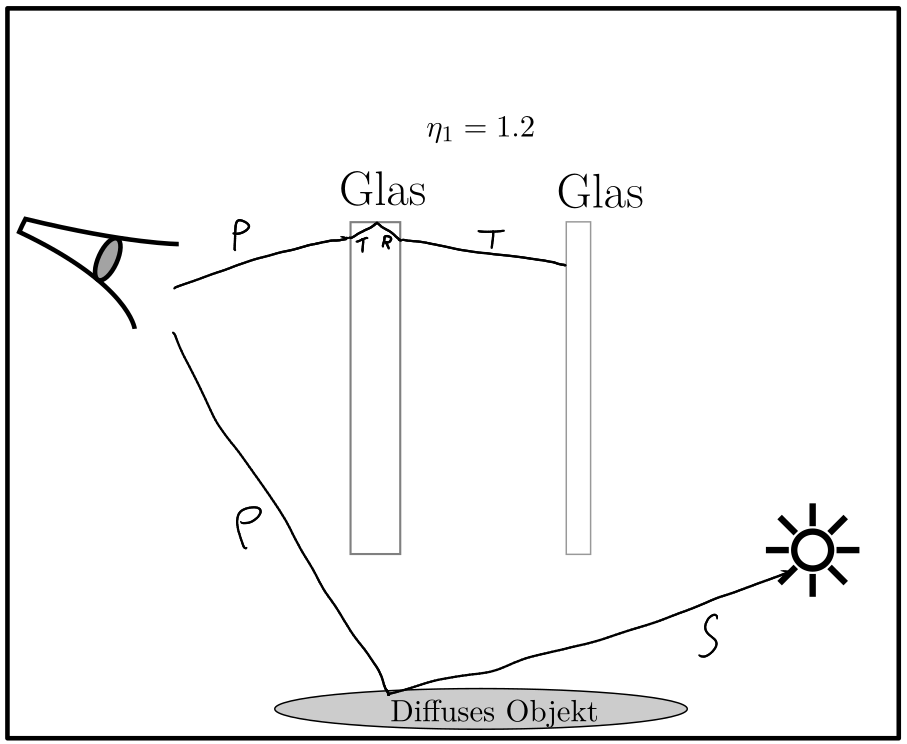 η₁ = 1.2
Glas
Glas
P
T
R
T
P
S
Diffuses Objekt